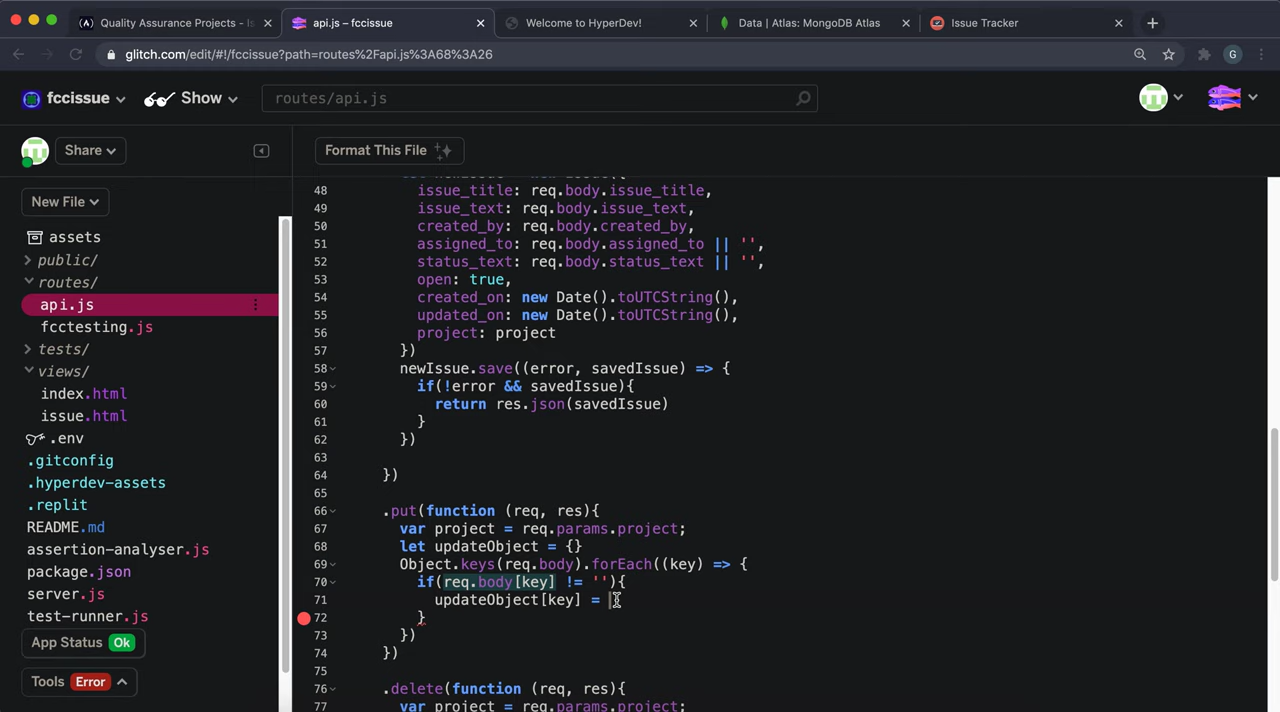 Quality Assurance Projects - Is
api.js – fccissue
Welcome to HyperDev!
Data | Atlas: MongoDB Atlas
Issue Tracker
glitch.com/edit/#!/fccissue?path=routes%2Fapi.js%3A68%3A26
G
fccissue
Show
routes/api.js
Share
Format This File
New File
assets
public/
routes/
api.js
fcctesting.js
tests/
views/
index.html
issue.html
.env
.gitconfig
.hyperdev-assets
.replit
README.md
assertion-analyser.js
package.json
server.js
test-runner.js
App Status Ok
Tools Error
48 issue_title: req.body.issue_title,
49 issue_text: req.body.issue_text,
50 created_by: req.body.created_by,
51 assigned_to: req.body.assigned_to || '',
52 status_text: req.body.status_text || '',
53 open: true,
54 created_on: new Date().toUTCString(),
55 updated_on: new Date().toUTCString(),
56 project: project
57 })
58 newIssue.save((error, savedIssue) => {
59 if(!error && savedIssue){
60 return res.json(savedIssue)
61 }
62 })
63
64 })
65
66 .put(function (req, res){
67 var project = req.params.project;
68 let updateObject = {}
69 Object.keys(req.body).forEach((key) => {
70 if(req.body[key] != ''){
71 updateObject[key] =
72 }
73 })
74 })
75
76 .delete(function (req, res){
77 var project = req.params.project;